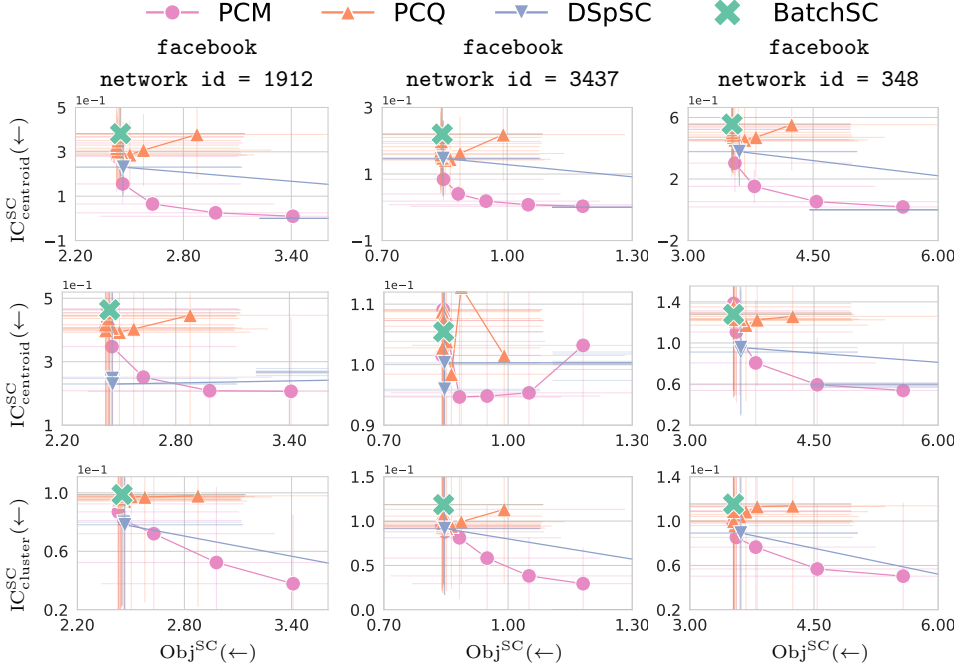 PCM PCQ DSpSC BatchSC
facebook facebook facebook
network id = 1912 network id = 3437 network id = 348
1e−1 1e−1 1e−1
5 3 6
3
1 1 2
−1 −1 −2
2.20 2.80 3.40 0.70 1.00 1.30 3.00 4.50 6.00
IC^SC_centroid(←)
1e−1 1e−1 1e−1
5 1.1 1.4
1.0
3 1.0 0.6
1 0.9 0.2
2.20 2.80 3.40 0.70 1.00 1.30 3.00 4.50 6.00
IC^SC_centroid(←)
1e−1 1e−1 1e−1
1.0 1.5 1.4
1.0 1.0
0.6 0.5 0.6
0.2 0.0 0.2
2.20 2.80 3.40 0.70 1.00 1.30 3.00 4.50 6.00
IC^SC_cluster(←)
Obj^SC(←) Obj^SC(←) Obj^SC(←)